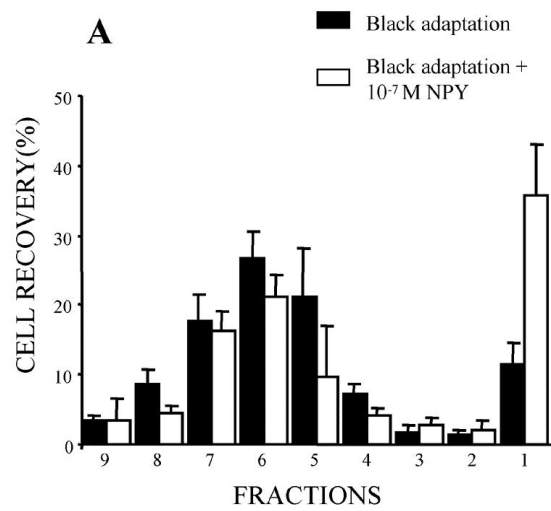 A
Black adaptation
Black adaptation +
10⁻⁷ M NPY
CELL RECOVERY(%)
50
40
30
20
10
0
9 8 7 6 5 4 3 2 1
FRACTIONS